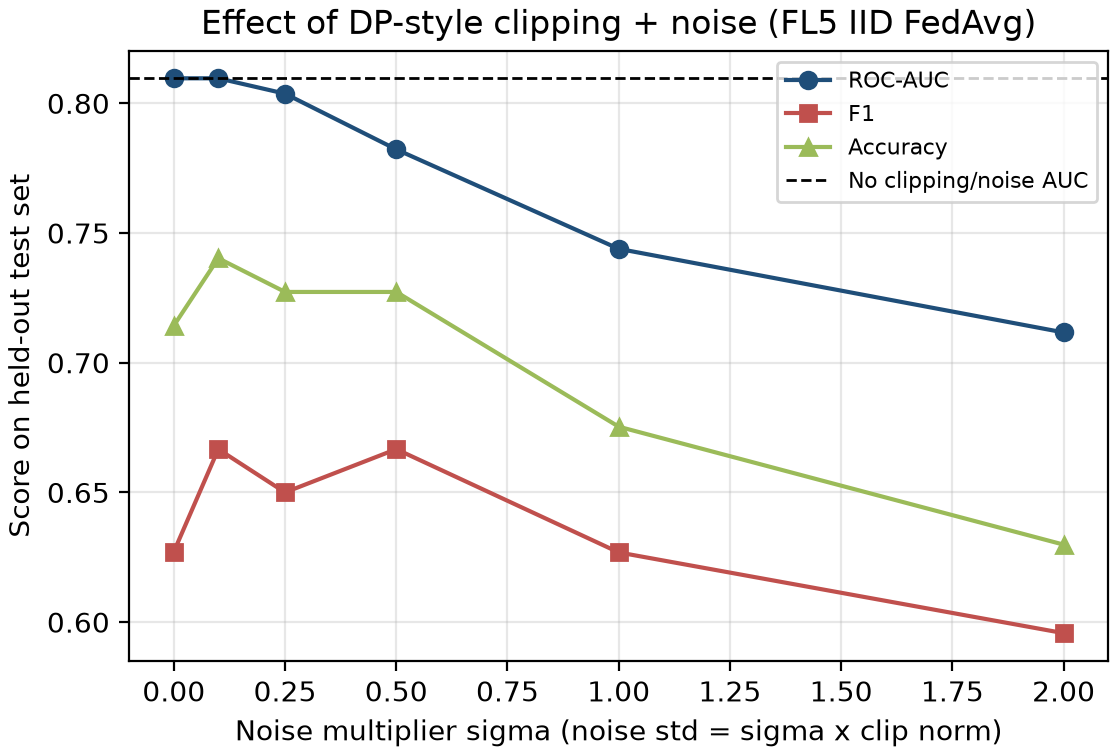 Effect of DP-style clipping + noise (FL5 IID FedAvg)
ROC-AUC
F1
Accuracy
No clipping/noise AUC
Score on held-out test set
0.80
0.75
0.70
0.65
0.60
0.00 0.25 0.50 0.75 1.00 1.25 1.50 1.75 2.00
Noise multiplier sigma (noise std = sigma x clip norm)